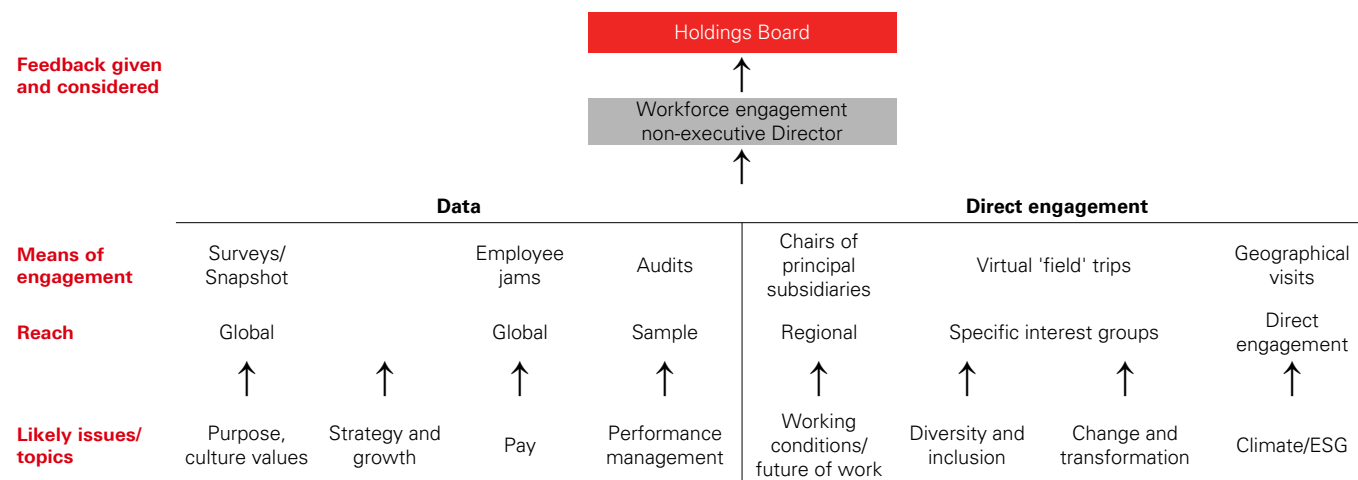 Holdings Board
Feedback given
and considered
Workforce engagement
non-executive Director
Data
Direct engagement
Means of
engagement
Surveys/
Snapshot
Employee
jams
Audits
Chairs of
principal
subsidiaries
Virtual 'field' trips
Geographical
visits
Reach
Global
Global
Sample
Regional
Specific interest groups
Direct
engagement
Likely issues/
topics
Purpose,
culture values
Strategy and
growth
Pay
Performance
management
Working
conditions/
future of work
Diversity and
inclusion
Change and
transformation
Climate/ESG